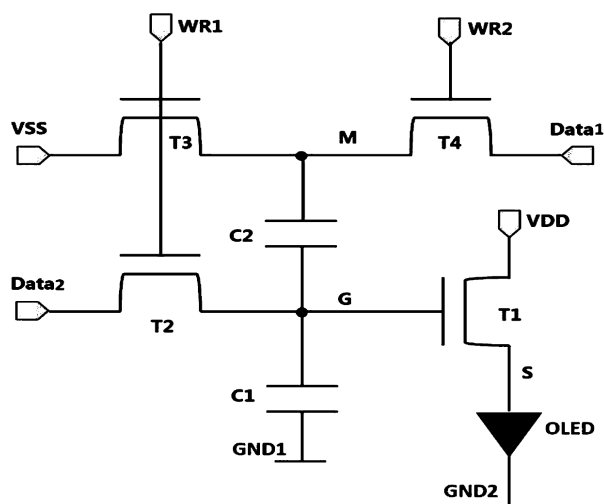 WR1
WR2
VSS
T3
M
T4
Data1
C2
VDD
Data2
T2
G
T1
C1
S
OLED
GND1
GND2